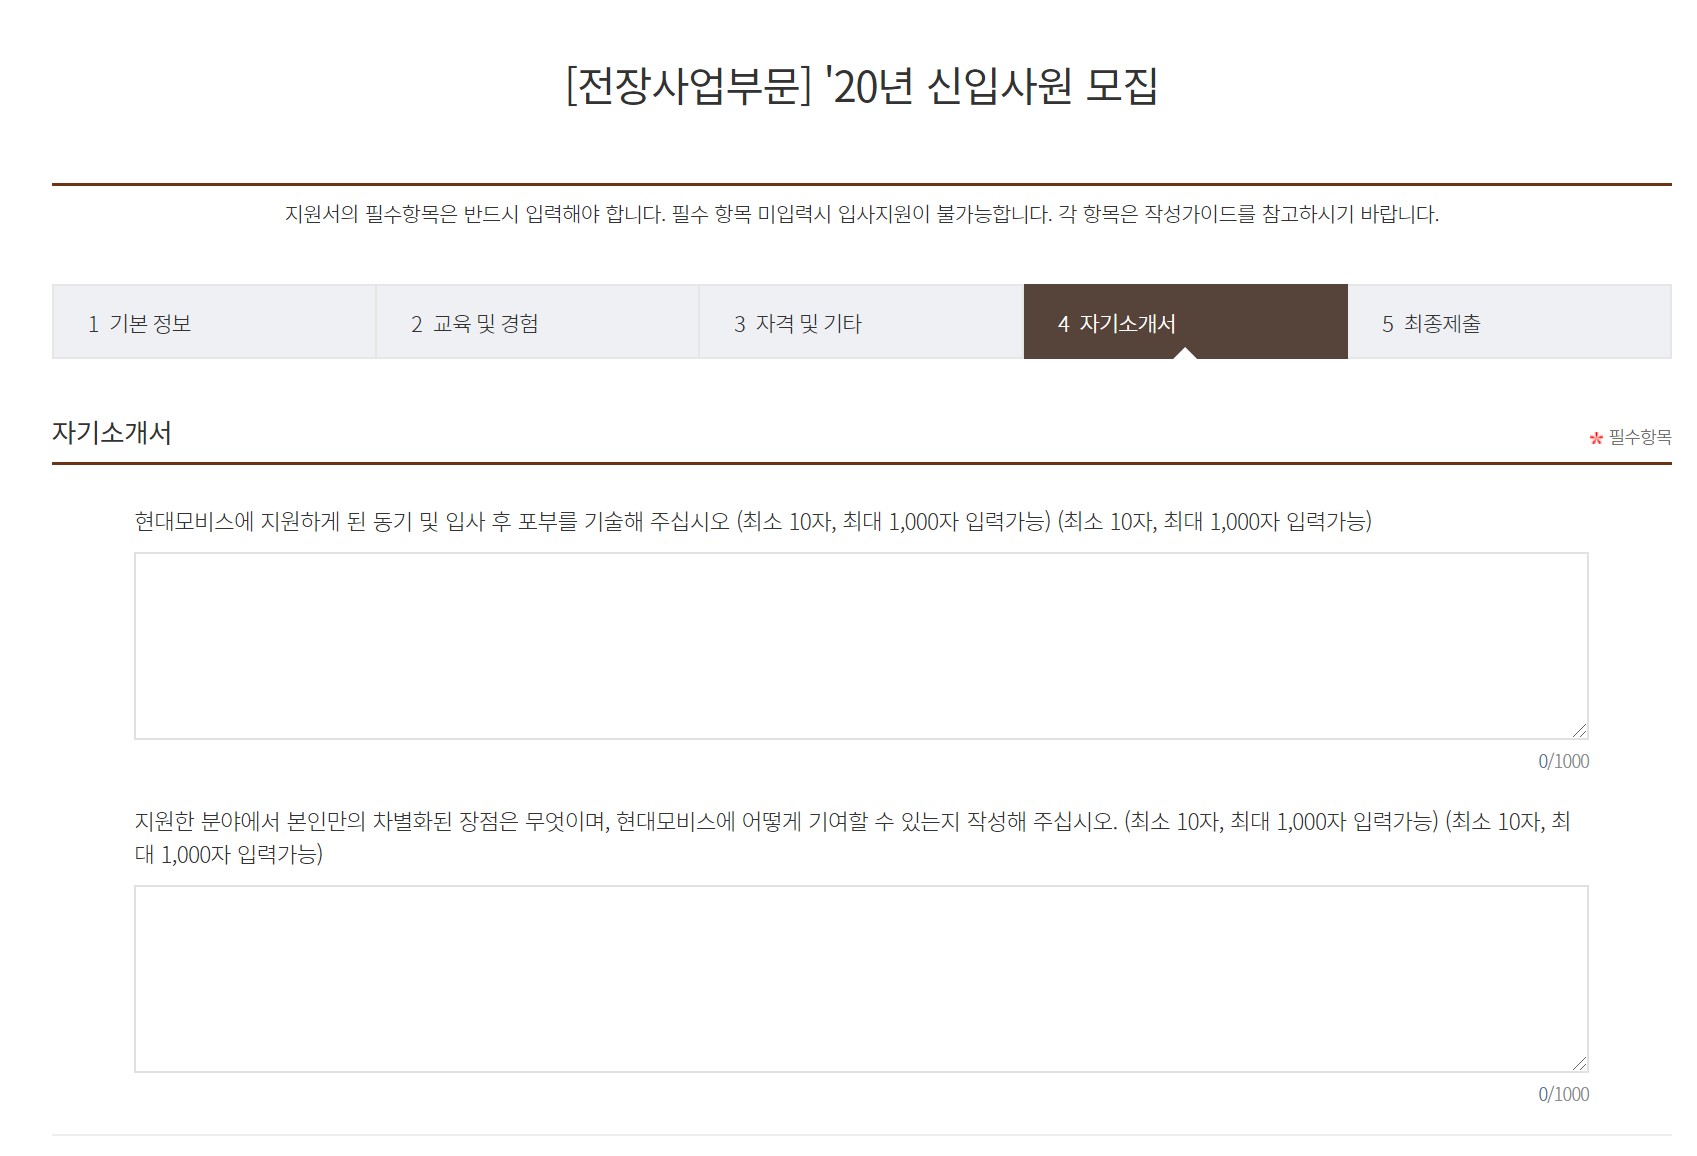 [전장사업부문] '20년 신입사원 모집
지원서의 필수항목은 반드시 입력해야 합니다. 필수 항목 미입력시 입사지원이 불가능합니다. 각 항목은 작성가이드를 참고하시기 바랍니다.
1 기본 정보
2 교육 및 경험
3 자격 및 기타
4 자기소개서
5 최종제출
자기소개서
* 필수항목
현대모비스에 지원하게 된 동기 및 입사 후 포부를 기술해 주십시오 (최소 10자, 최대 1,000자 입력가능) (최소 10자, 최대 1,000자 입력가능)
0/1000
지원한 분야에서 본인만의 차별화된 장점은 무엇이며, 현대모비스에 어떻게 기여할 수 있는지 작성해 주십시오. (최소 10자, 최대 1,000자 입력가능) (최소 10자, 최
대 1,000자 입력가능)
0/1000